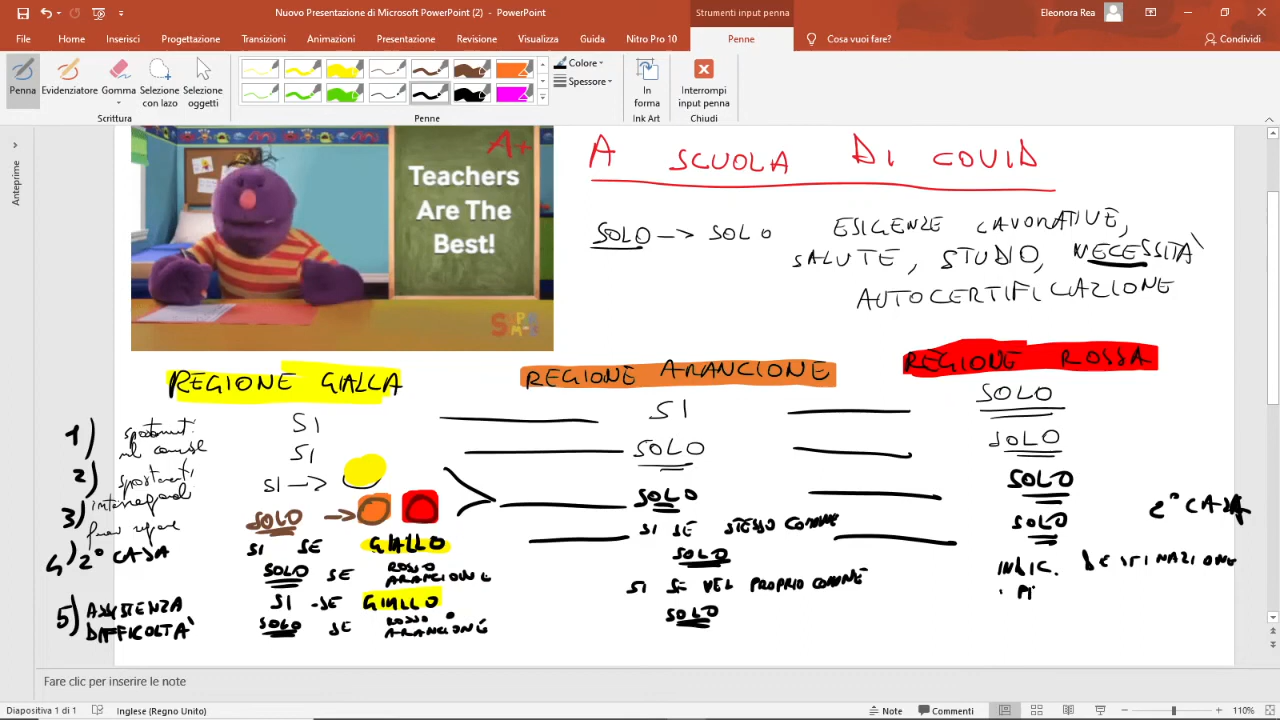 Nuovo Presentazione di Microsoft PowerPoint (2) - PowerPoint
Strumenti input penna
Eleonora Rea
File Home Inserisci Progettazione Transizioni Animazioni Presentazione Revisione Visualizza Guida Nitro Pro 10 Penne Cosa vuoi fare? Condividi
Penna Evidenziatore Gomma Selezione con lazo Selezione oggetti
Colore
Spessore
In forma
Interrompi input penna
Scrittura Penne Ink Art Chiudi
Anteprime
A+
Teachers
Are The
Best!
A SCUOLA DI COVID
SOLO → SOLO ESIGENZE LAVORATIVE,
SALUTE, STUDIO, NECESSITA'
AUTOCERTIFICAZIONE
REGIONE GIALLA REGIONE ARANCIONE REGIONE ROSSA
1) spostamenti nel comune SI SI SOLO
2) spostamenti interregionali SI SOLO SOLO
3) fuori regione SI → SOLO SOLO
SOLO → SI SE STESSO COMUNE SOLO 2° CASA
4) 2° CASA SI SE GIALLO SOLO INDIC. DESTINAZIONE
SOLO SE ROSSO ARANCIONE SI SE NEL PROPRIO COMUNE
5) ASSISTENZA DIFFICOLTA' SI SE GIALLO SOLO
SOLO SE ROSSO O ARANCIONE
Fare clic per inserire le note
Diapositiva 1 di 1 Inglese (Regno Unito) Note Commenti 110%